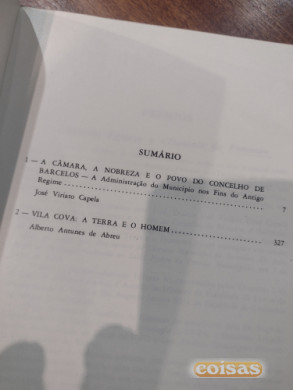 SUMÁRIO
1 — A CÂMARA, A NOBREZA E O POVO DO CONCELHO DE
BARCELOS — A Administração do Município nos Fins do Antigo
Regime 7
José Viriato Capela
2 — VILA COVA: A TERRA E O HOMEM 327
Alberto Antunes de Abreu
coisas